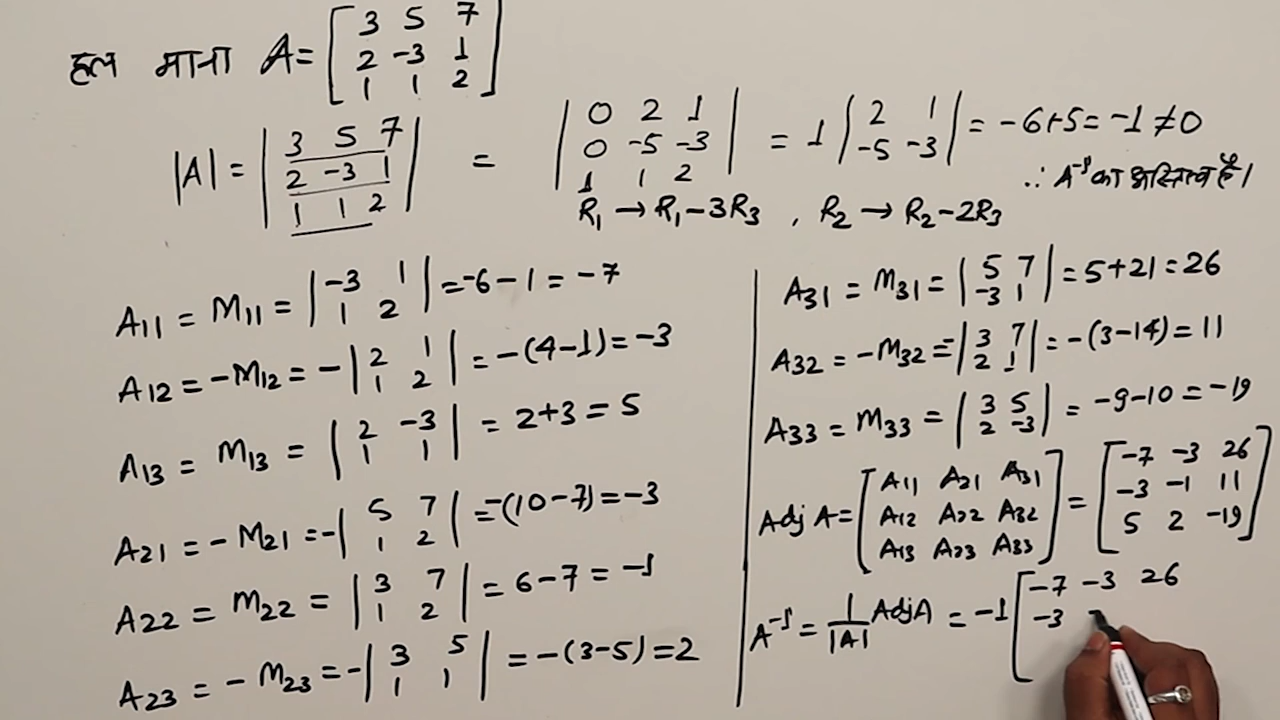 हल माना A = [3 5 7
2 -3 1
1 1 2]
|A| = |3 5 7
2 -3 1
1 1 2| = |0 2 1
0 -5 -3
1 1 2| = 1 |2 1
-5 -3| = -6+5 = -1 ≠ 0
∴ A⁻¹ का अस्तित्व है।
R₁ → R₁-3R₃ , R₂ → R₂-2R₃
A₁₁ = M₁₁ = |-3 1
1 2| = -6-1 = -7
A₁₂ = -M₁₂ = -|2 1
1 2| = -(4-1) = -3
A₁₃ = M₁₃ = |2 -3
1 1| = 2+3 = 5
A₂₁ = -M₂₁ = -|5 7
1 2| = -(10-7) = -3
A₂₂ = M₂₂ = |3 7
1 2| = 6-7 = -1
A₂₃ = -M₂₃ = -|3 5
1 1| = -(3-5) = 2
A₃₁ = M₃₁ = |5 7
-3 1| = 5+21 = 26
A₃₂ = -M₃₂ = -|3 7
2 1| = -(3-14) = 11
A₃₃ = M₃₃ = |3 5
2 -3| = -9-10 = -19
Adj A = [A₁₁ A₂₁ A₃₁
A₁₂ A₂₂ A₃₂
A₁₃ A₂₃ A₃₃] = [-7 -3 26
-3 -1 11
5 2 -19]
A⁻¹ = 1/|A| AdjA = -1 [-7 -3 26
-3